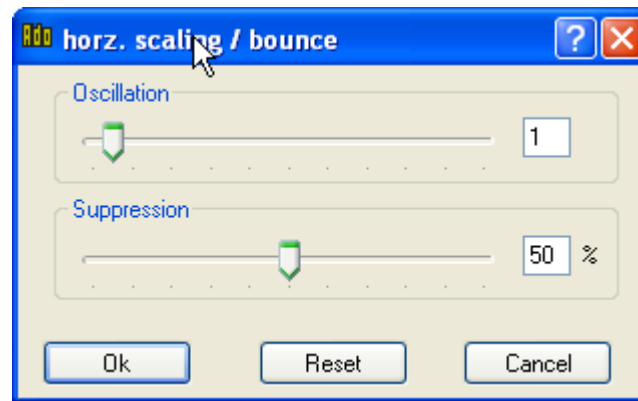 Ado horz. scaling / bounce ?
Oscillation
1
Suppression
50 %
Ok Reset Cancel